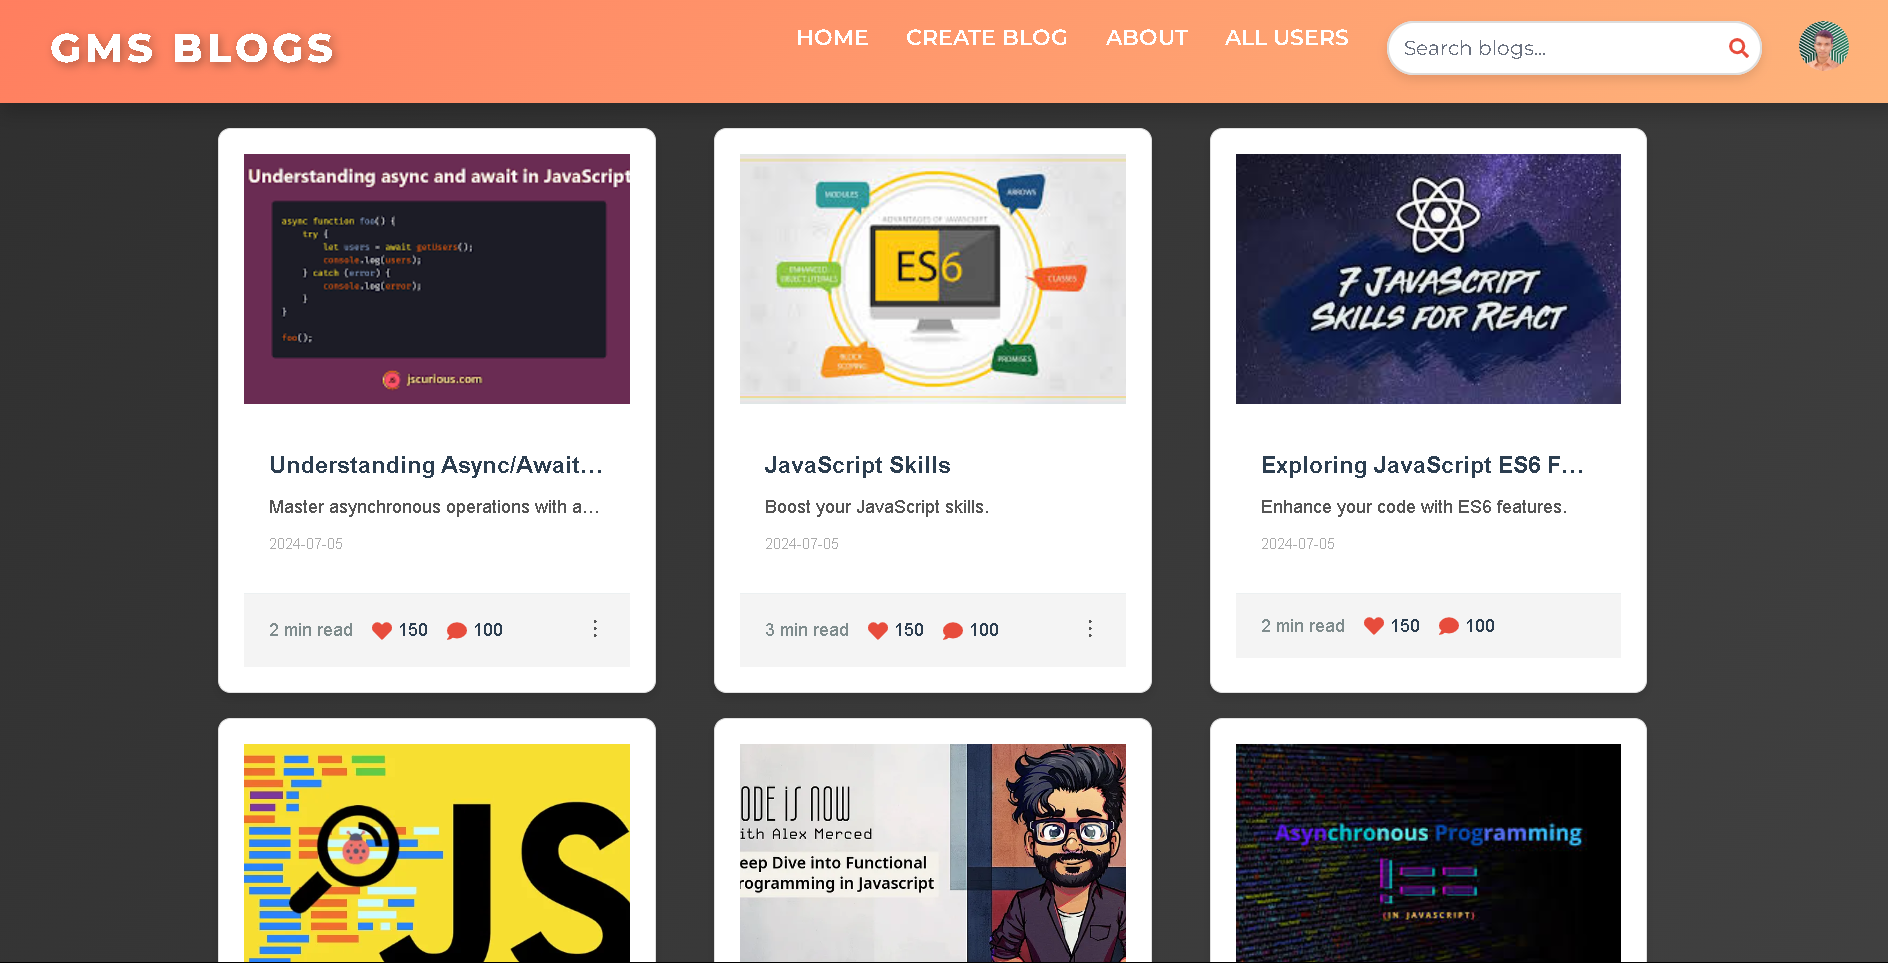 GMS BLOGS
HOME
CREATE BLOG
ABOUT
ALL USERS
Search blogs...
Understanding async and await in JavaScript
async function foo() {
try {
let users = await getUsers();
console.log(users);
} catch (error) {
console.log(error);
}
}
foo();
jscurious.com
Understanding Async/Await...
Master asynchronous operations with a...
2024-07-05
2 min read
150
100
MODULES
ARROWS
ADVANTAGES OF JAVASCRIPT
ES6
ENHANCED
OBJECT LITERALS
CLASSES
BLOCK
SCOPING
PROMISES
JavaScript Skills
Boost your JavaScript skills.
2024-07-05
3 min read
150
100
7 JAVASCRIPT
SKILLS FOR REACT
Exploring JavaScript ES6 F...
Enhance your code with ES6 features.
2024-07-05
2 min read
150
100
JS
ODE iS NOW
ith Alex Merced
eep Dive into Functional
rogramming in Javascript
Asynchronous Programming
(IN JAVASCRIPT)